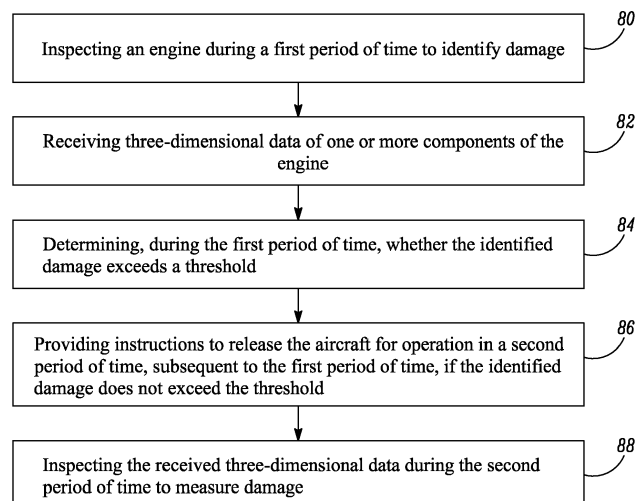 80
Inspecting an engine during a first period of time to identify damage
82
Receiving three-dimensional data of one or more components of the
engine
84
Determining, during the first period of time, whether the identified
damage exceeds a threshold
86
Providing instructions to release the aircraft for operation in a second
period of time, subsequent to the first period of time, if the identified
damage does not exceed the threshold
88
Inspecting the received three-dimensional data during the second
period of time to measure damage